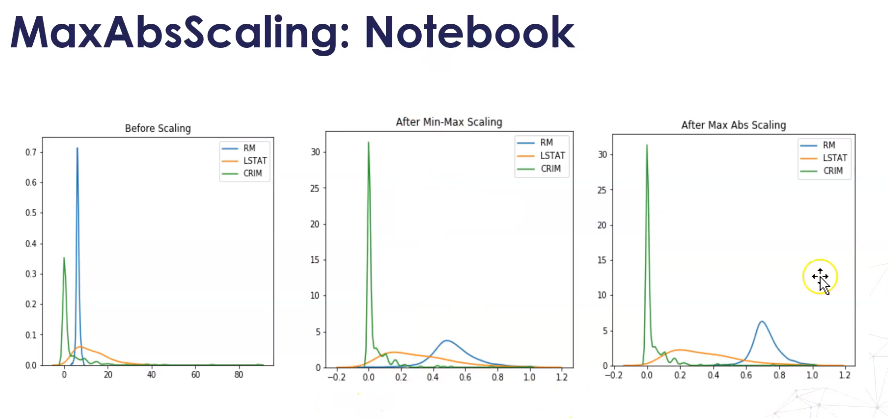 MaxAbsScaling: Notebook
Before Scaling
RM
LSTAT
CRIM
0.7
0.6
0.5
0.4
0.3
0.2
0.1
0.0
0 20 40 60 80
After Min-Max Scaling
RM
LSTAT
CRIM
30
25
20
15
10
5
0
−0.2 0.0 0.2 0.4 0.6 0.8 1.0 1.2
After Max Abs Scaling
RM
LSTAT
CRIM
30
25
20
15
10
5
0
−0.2 0.0 0.2 0.4 0.6 0.8 1.0 1.2